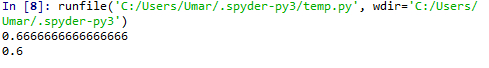 In [8]: runfile('C:/Users/Umar/.spyder-py3/temp.py', wdir='C:/Users/
Umar/.spyder-py3')
0.6666666666666666
0.6